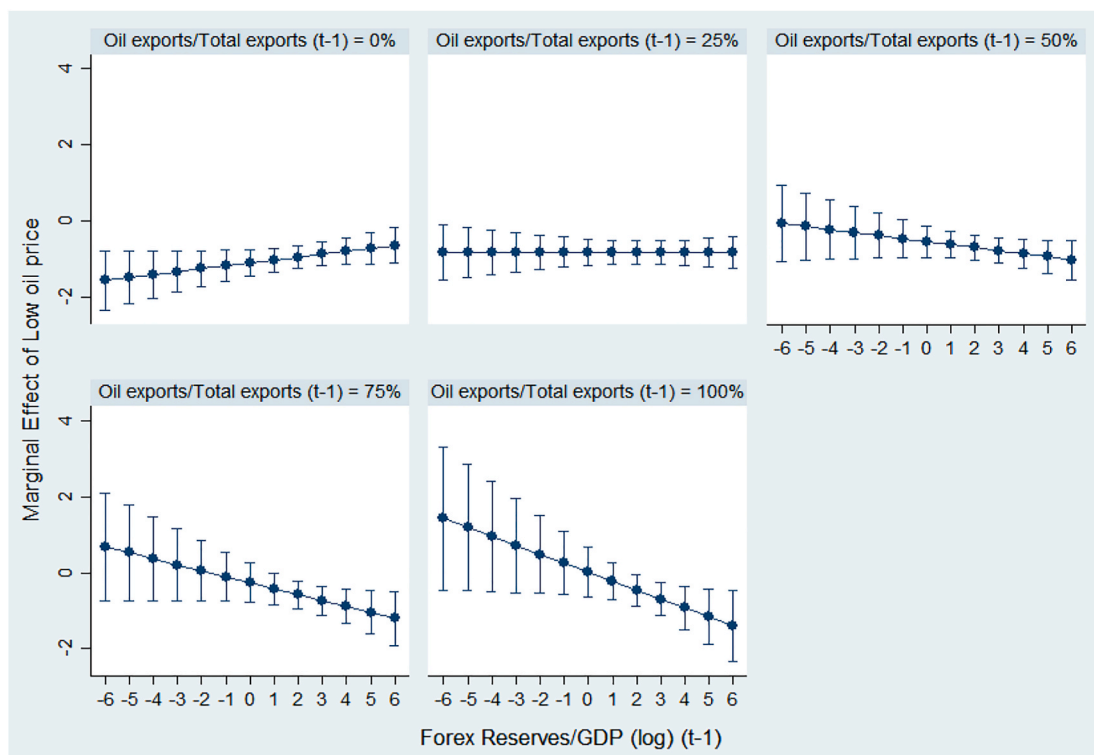 Oil exports/Total exports (t-1) = 0%
Oil exports/Total exports (t-1) = 25%
Oil exports/Total exports (t-1) = 50%
4
2
0
-2
-6 -5 -4 -3 -2 -1 0 1 2 3 4 5 6
Marginal Effect of Low oil price
Oil exports/Total exports (t-1) = 75%
Oil exports/Total exports (t-1) = 100%
4
2
0
-2
-6 -5 -4 -3 -2 -1 0 1 2 3 4 5 6
-6 -5 -4 -3 -2 -1 0 1 2 3 4 5 6
Forex Reserves/GDP (log) (t-1)